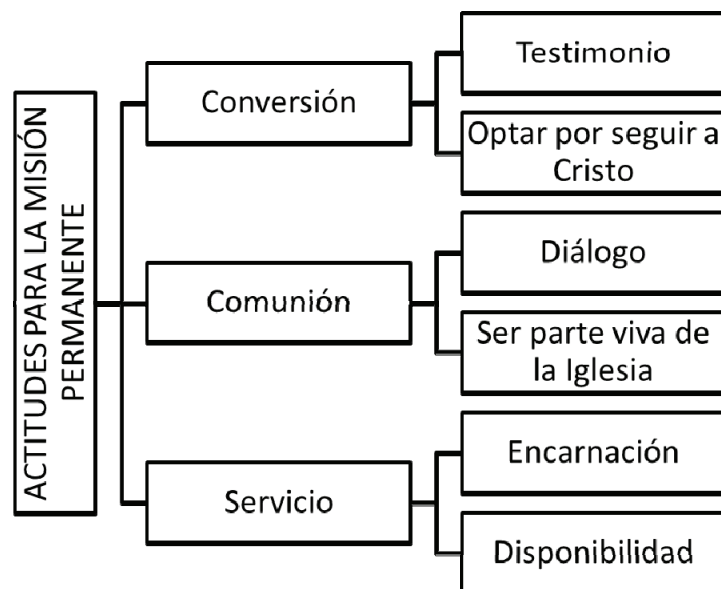 ACTITUDES PARA LA MISIÓN
PERMANENTE
Conversión
Testimonio
Optar por seguir a
Cristo
Comunión
Diálogo
Ser parte viva de
la Iglesia
Servicio
Encarnación
Disponibilidad